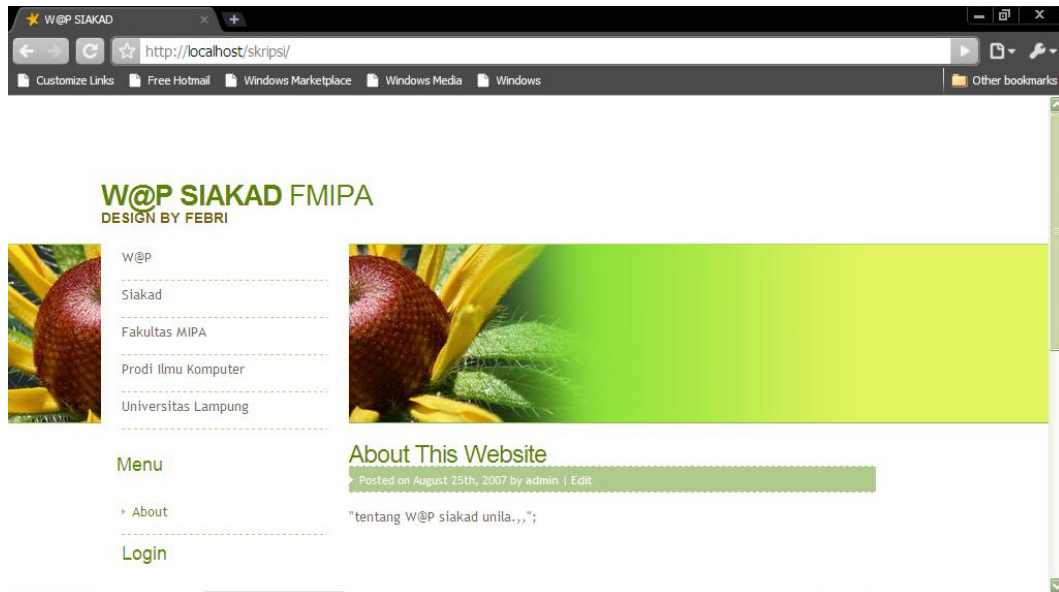 W@P SIAKAD
http://localhost/skripsi/
Customize Links Free Hotmail Windows Marketplace Windows Media Windows Other bookmarks
W@P SIAKAD FMIPA
DESIGN BY FEBRI
W@P
Siakad
Fakultas MIPA
Prodi Ilmu Komputer
Universitas Lampung
Menu
About
Login
About This Website
Posted on August 25th, 2007 by admin | Edit
"tentang W@P siakad unila.,,";